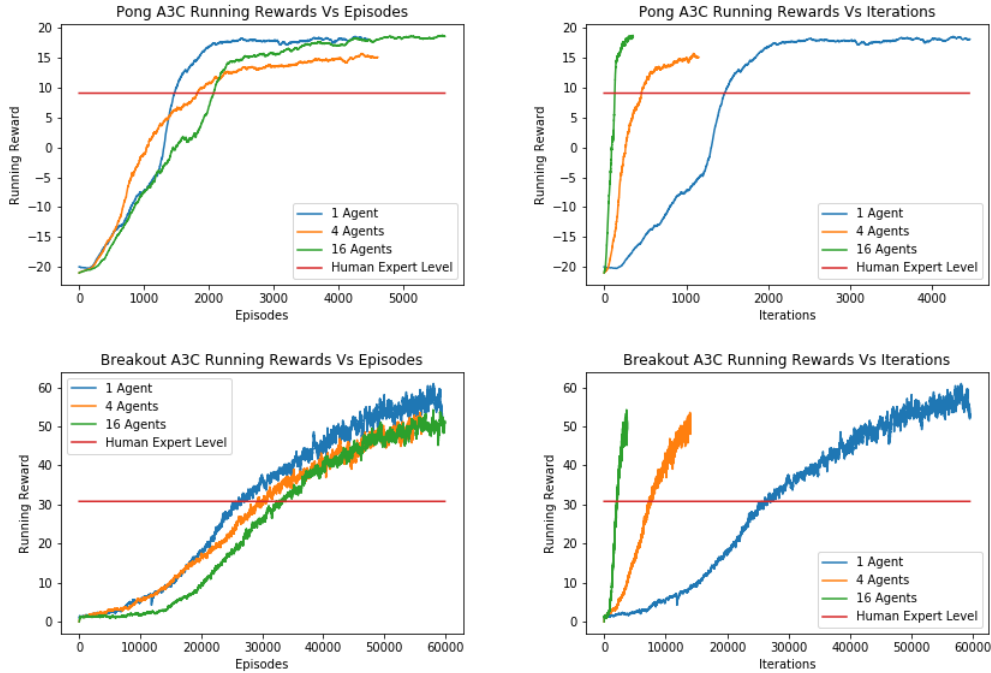 Pong A3C Running Rewards Vs Episodes
20
15
10
5
0
−5
−10
−15
−20
Running Reward
0 1000 2000 3000 4000 5000
Episodes
1 Agent
4 Agents
16 Agents
Human Expert Level
Pong A3C Running Rewards Vs Iterations
20
15
10
5
0
−5
−10
−15
−20
Running Reward
0 1000 2000 3000 4000
Iterations
1 Agent
4 Agents
16 Agents
Human Expert Level
Breakout A3C Running Rewards Vs Episodes
60
50
40
30
20
10
0
Running Reward
0 10000 20000 30000 40000 50000 60000
Episodes
1 Agent
4 Agents
16 Agents
Human Expert Level
Breakout A3C Running Rewards Vs Iterations
60
50
40
30
20
10
0
Running Reward
0 10000 20000 30000 40000 50000 60000
Iterations
1 Agent
4 Agents
16 Agents
Human Expert Level